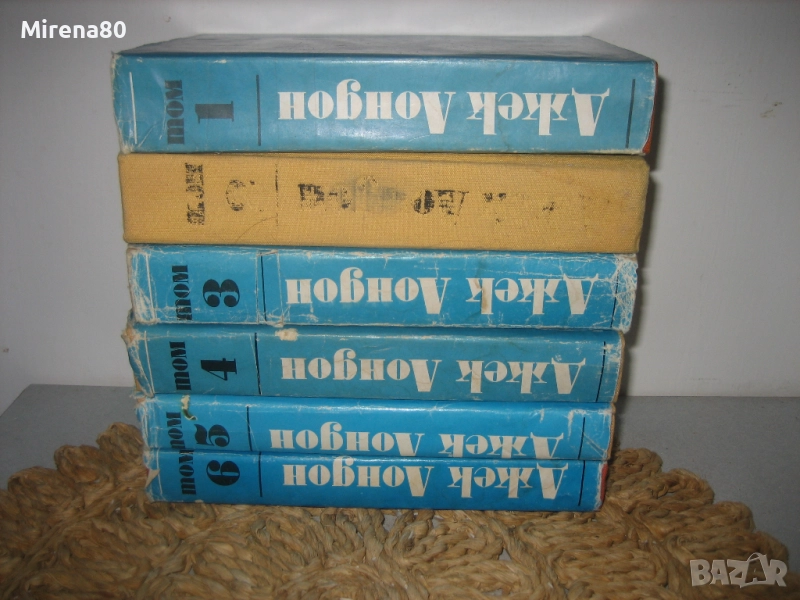 Mirena80
Джек Лондон
том 1
Джек Лондон
том 3
Джек Лондон
том 4
Джек Лондон
том 5
Джек Лондон
том 6
BAZAR